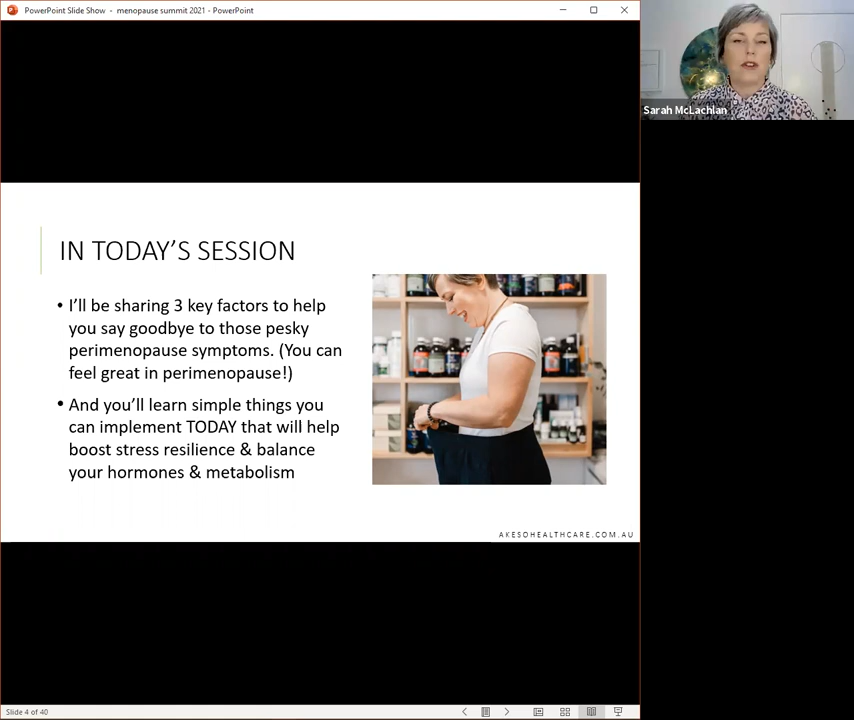 PowerPoint Slide Show - menopause summit 2021 - PowerPoint
Sarah McLachlan
IN TODAY'S SESSION
• I'll be sharing 3 key factors to help
you say goodbye to those pesky
perimenopause symptoms. (You can
feel great in perimenopause!)
• And you'll learn simple things you
can implement TODAY that will help
boost stress resilience & balance
your hormones & metabolism
AKESOHEALTHCARE.COM.AU
Slide 4 of 40